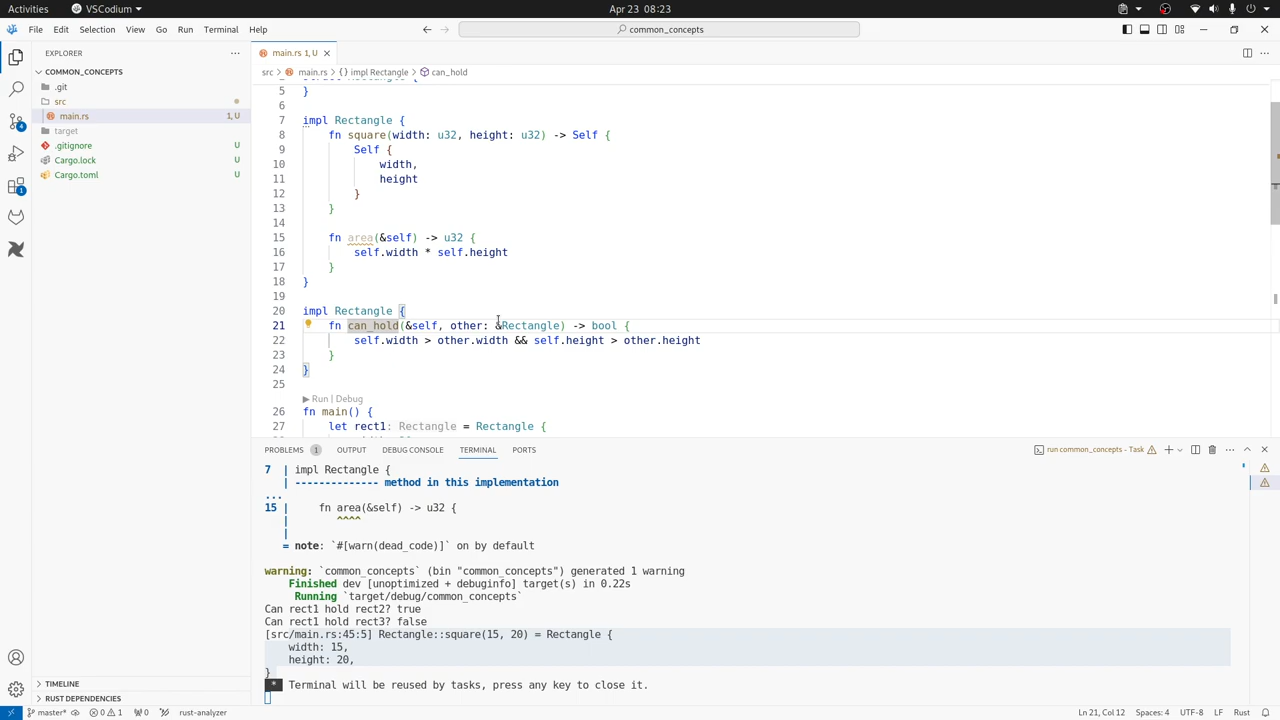 Activities
VSCodium
Apr 23 08:23
File Edit Selection View Go Run Terminal Help
common_concepts
EXPLORER
COMMON_CONCEPTS
.git
src
main.rs 1, U
target
.gitignore U
Cargo.lock U
Cargo.toml U
TIMELINE
RUST DEPENDENCIES
4
1
main.rs 1, U
src > main.rs > {} impl Rectangle > can_hold
5 }
6
7 impl Rectangle {
8 fn square(width: u32, height: u32) -> Self {
9 Self {
10 width,
11 height
12 }
13 }
14
15 fn area(&self) -> u32 {
16 self.width * self.height
17 }
18 }
19
20 impl Rectangle {
21 fn can_hold(&self, other: &Rectangle) -> bool {
22 self.width > other.width && self.height > other.height
23 }
24 }
25
Run | Debug
26 fn main() {
27 let rect1: Rectangle = Rectangle {
PROBLEMS 1 OUTPUT DEBUG CONSOLE TERMINAL PORTS
run common_concepts - Task
7 | impl Rectangle {
| -------------- method in this implementation
...
15 | fn area(&self) -> u32 {
| ^^^^
|
= note: `#[warn(dead_code)]` on by default
warning: `common_concepts` (bin "common_concepts") generated 1 warning
Finished dev [unoptimized + debuginfo] target(s) in 0.22s
Running `target/debug/common_concepts`
Can rect1 hold rect2? true
Can rect1 hold rect3? false
[src/main.rs:45:5] Rectangle::square(15, 20) = Rectangle {
width: 15,
height: 20,
}
* Terminal will be reused by tasks, press any key to close it.
master* 0 1 0 rust-analyzer
Ln 21, Col 12 Spaces: 4 UTF-8 LF Rust